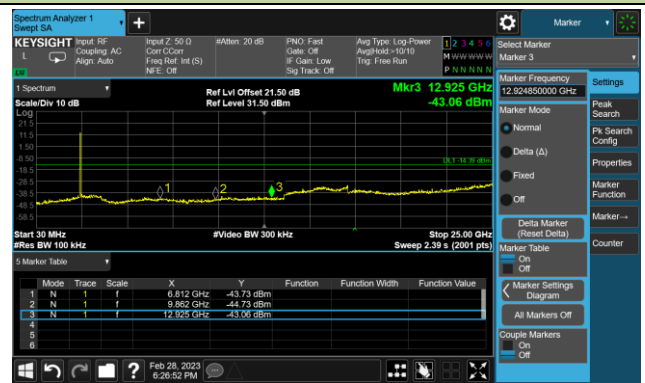 Spectrum Analyzer 1
Swept SA
Marker
KEYSIGHT
L
Input: RF
Coupling: AC
Align: Auto
Input Z: 50 Ω
Corr CCorr
Freq Ref: Int (S)
NFE: Off
#Atten: 20 dB
PNO: Fast
Gate: Off
IF Gain: Low
Sig Track: Off
Avg Type: Log-Power
Avg|Hold:>10/10
Trig: Free Run
1 2 3 4 5 6
M W W W W W
P N N N N N
Select Marker
Marker 3
LV
1 Spectrum
Scale/Div 10 dB
Log
Ref Lvl Offset 21.50 dB
Ref Level 31.50 dBm
Mkr3 12.925 GHz
-43.06 dBm
21.5
11.5
1.50
-8.50
-18.5
-28.5
-38.5
-48.5
-58.5
DL1 -14.39 dBm
1
2
3
Start 30 MHz
#Res BW 100 kHz
#Video BW 300 kHz
Stop 25.00 GHz
Sweep 2.39 s (2001 pts)
5 Marker Table
Mode Trace Scale X Y Function Function Width Function Value
1 N 1 f 6.812 GHz -43.73 dBm
2 N 1 f 9.862 GHz -44.73 dBm
3 N 1 f 12.925 GHz -43.06 dBm
4
5
6
Marker Frequency
12.924850000 GHz
Marker Mode
Normal
Delta (Δ)
Fixed
Off
Delta Marker
(Reset Delta)
Marker Table
On
Off
Marker Settings
Diagram
All Markers Off
Couple Markers
On
Off
Settings
Peak
Search
Pk Search
Config
Properties
Marker
Function
Marker→
Counter
?
Feb 28, 2023
6:26:52 PM